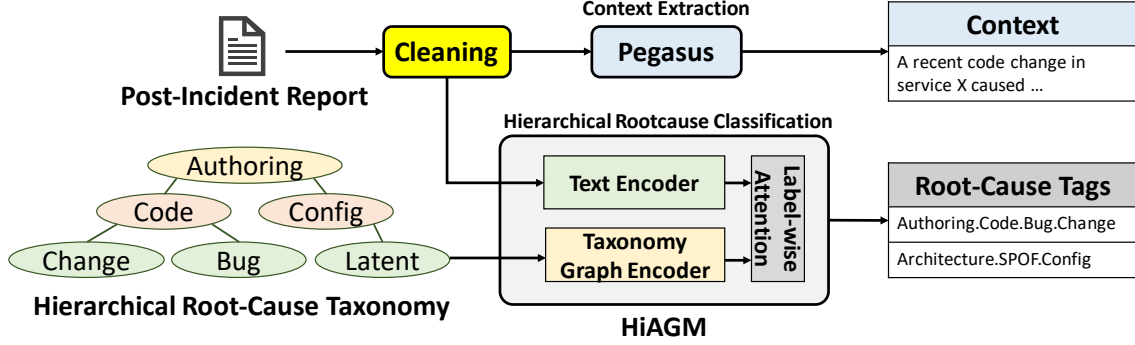 Context Extraction
Cleaning
Pegasus
Context
A recent code change in
service X caused ...
Post-Incident Report
Hierarchical Rootcause Classification
Authoring
Code
Config
Change
Bug
Latent
Hierarchical Root-Cause Taxonomy
Text Encoder
Taxonomy
Graph Encoder
Label-wise
Attention
HiAGM
Root-Cause Tags
Authoring.Code.Bug.Change
Architecture.SPOF.Config